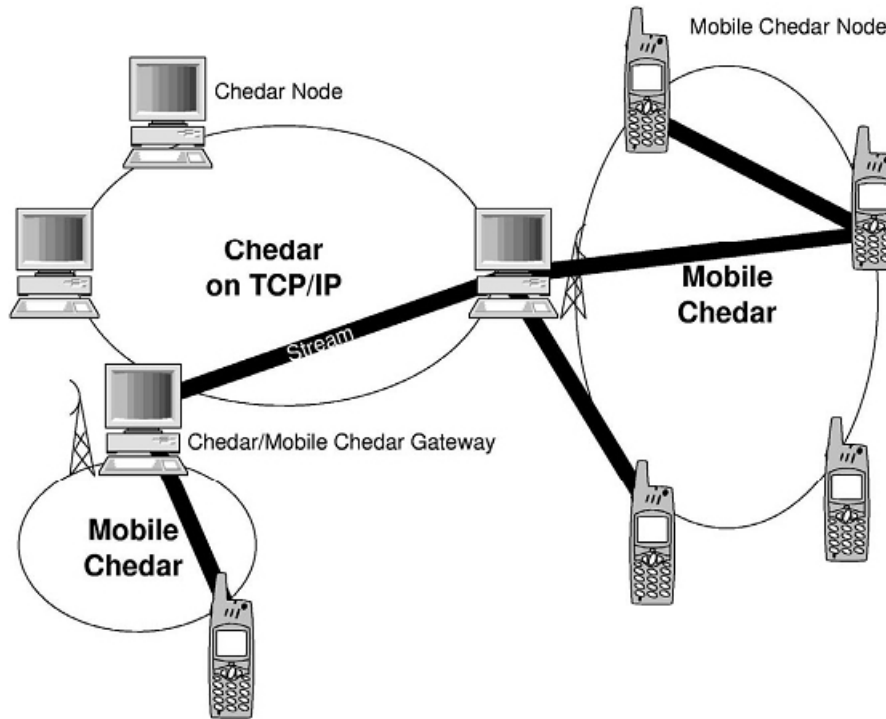 Mobile Chedar Node
Chedar Node
Chedar
on TCP/IP
Mobile
Chedar
Stream
Chedar/Mobile Chedar Gateway
Mobile
Chedar